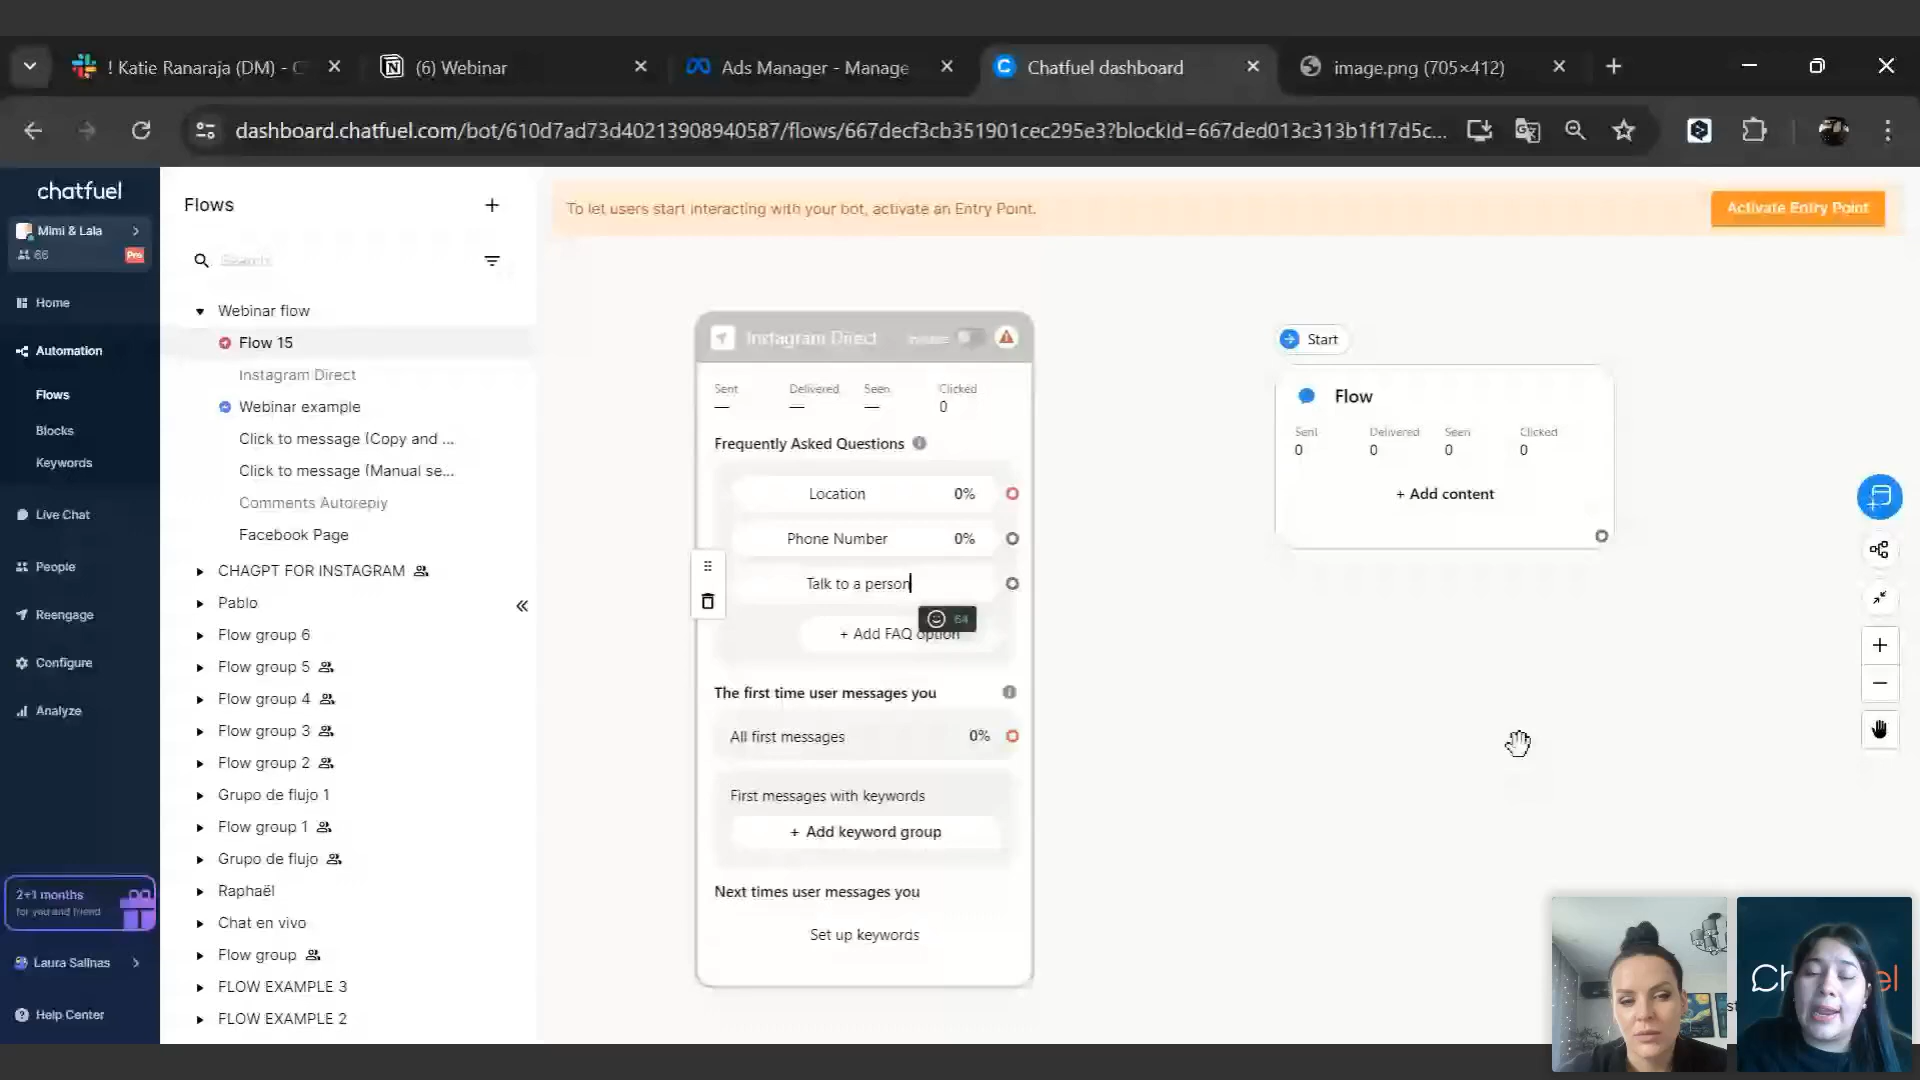 ! Katie Ranaraja (DM) - C
(6) Webinar
Ads Manager - Manage
Chatfuel dashboard
image.png (705×412)
dashboard.chatfuel.com/bot/610d7ad73d40213908940587/flows/667decf3cb351901cec295e3?blockId=667ded013c313b1f17d5c...
chatfuel
Mimi & Lala
66
Pro
Home
Automation
Flows
Blocks
Keywords
Live Chat
People
Reengage
Configure
Analyze
2+1 months
for you and friend
Laura Salinas
Help Center
Flows
Search
Webinar flow
Flow 15
Instagram Direct
Webinar example
Click to message (Copy and ...
Click to message (Manual se...
Comments Autoreply
Facebook Page
CHAGPT FOR INSTAGRAM
Pablo
Flow group 6
Flow group 5
Flow group 4
Flow group 3
Flow group 2
Grupo de flujo 1
Flow group 1
Grupo de flujo
Raphaël
Chat en vivo
Flow group
FLOW EXAMPLE 3
FLOW EXAMPLE 2
To let users start interacting with your bot, activate an Entry Point.
Activate Entry Point
Instagram Direct
Inactive
Sent Delivered Seen Clicked
— — — 0
Frequently Asked Questions
Location 0%
Phone Number 0%
Talk to a person
64
+ Add FAQ option
The first time user messages you
All first messages 0%
First messages with keywords
+ Add keyword group
Next times user messages you
Set up keywords
Start
Flow
Sent Delivered Seen Clicked
0 0 0 0
+ Add content